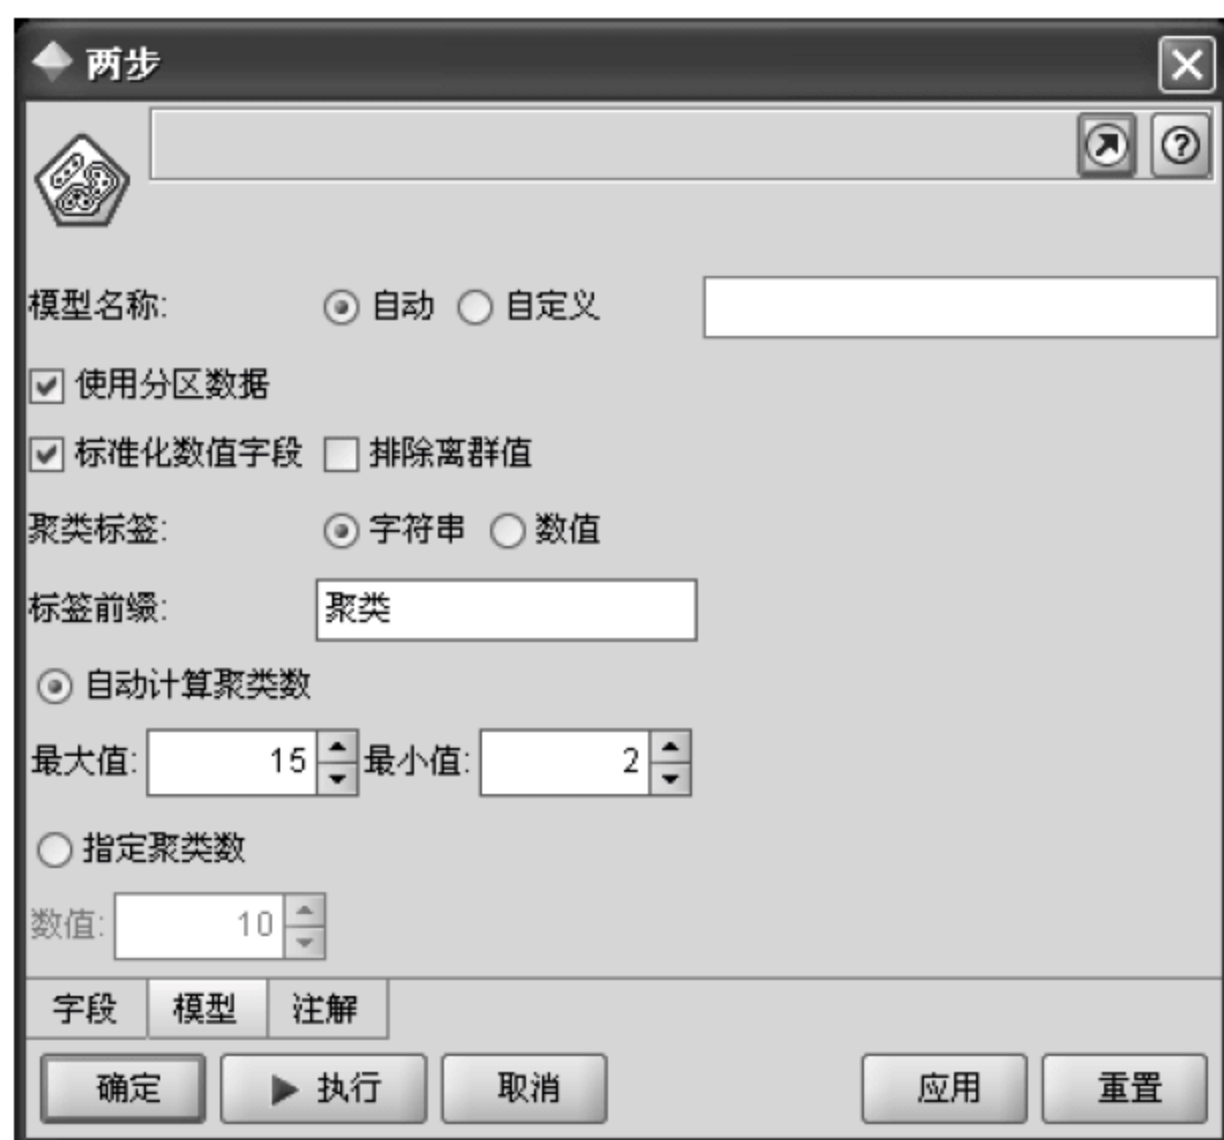 两步
模型名称: 自动 自定义
使用分区数据
标准化数值字段 排除离群值
聚类标签: 字符串 数值
标签前缀: 聚类
自动计算聚类数
最大值: 15 最小值: 2
指定聚类数
数值: 10
字段 模型 注解
确定 执行 取消 应用 重置